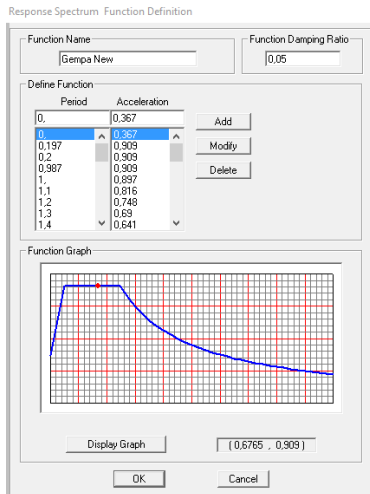 Response Spectrum Function Definition
Function Name
Function Damping Ratio
Gempa New
0,05
Define Function
Period Acceleration
0, 0,367
Add
0, 0,367
0,197 0,909
Modify
0,2 0,909
0,987 0,909
Delete
1, 0,897
1,1 0,816
1,2 0,748
1,3 0,69
1,4 0,641
Function Graph
Display Graph
( 0,6765 , 0,909 )
OK
Cancel